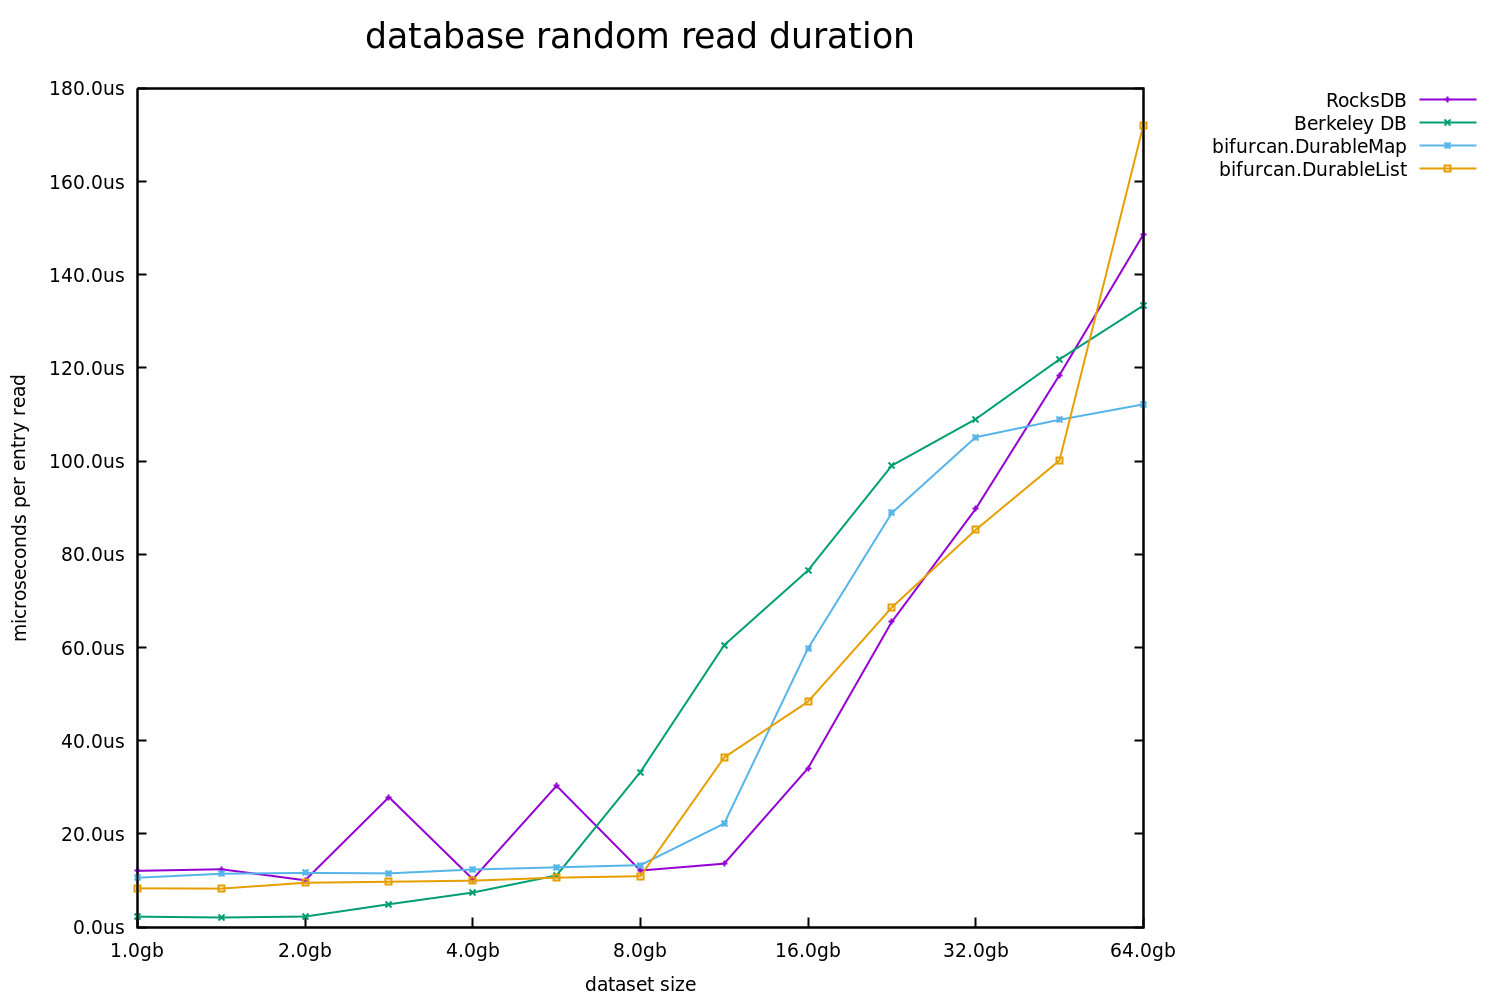 database random read duration
180.0us
160.0us
140.0us
120.0us
100.0us
80.0us
60.0us
40.0us
20.0us
0.0us
microseconds per entry read
1.0gb 2.0gb 4.0gb 8.0gb 16.0gb 32.0gb 64.0gb
dataset size
RocksDB
Berkeley DB
bifurcan.DurableMap
bifurcan.DurableList